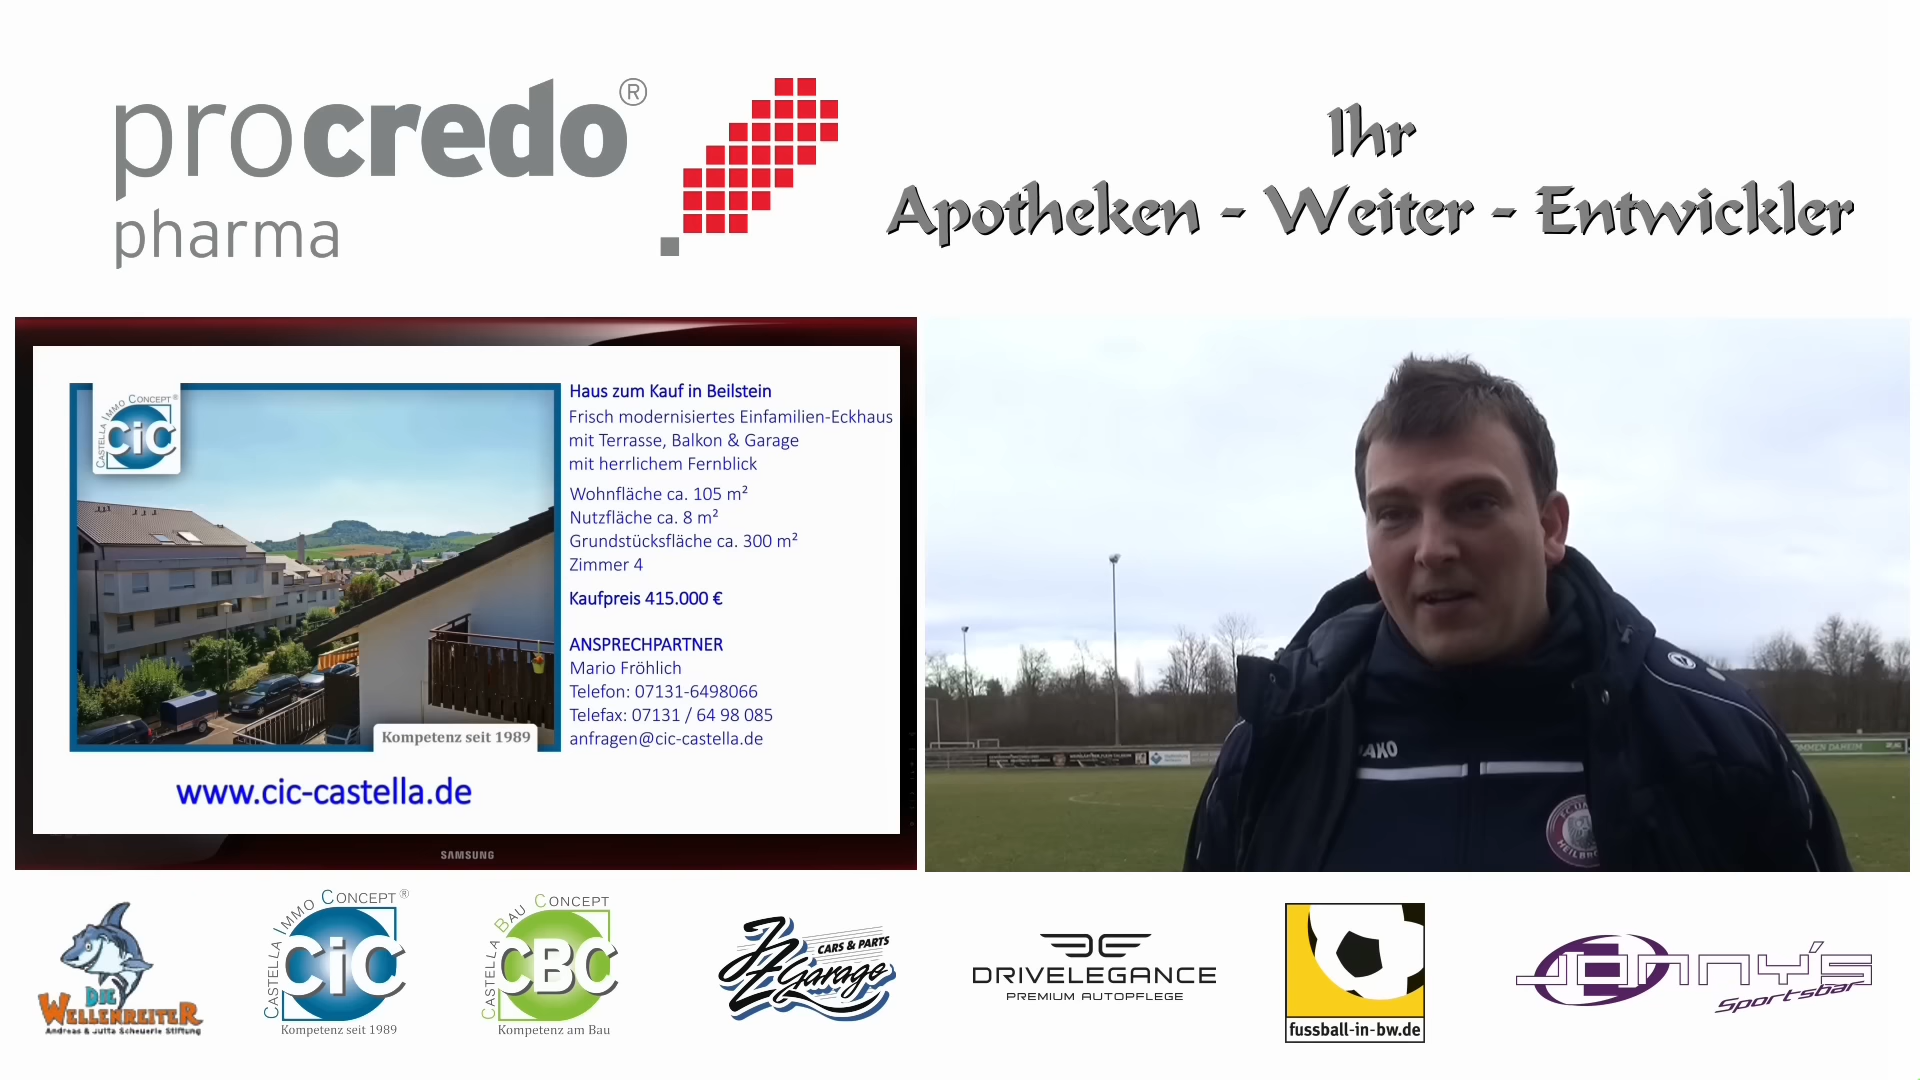 procredo®
pharma
Ihr
Apotheken - Weiter - Entwickler
CASTELLA IMMO CONCEPT®
CiC
Kompetenz seit 1989
www.cic-castella.de
Haus zum Kauf in Beilstein
Frisch modernisiertes Einfamilien-Eckhaus
mit Terrasse, Balkon & Garage
mit herrlichem Fernblick
Wohnfläche ca. 105 m²
Nutzfläche ca. 8 m²
Grundstücksfläche ca. 300 m²
Zimmer 4
Kaufpreis 415.000 €
ANSPRECHPARTNER
Mario Fröhlich
Telefon: 07131-6498066
Telefax: 07131 / 64 98 085
anfragen@cic-castella.de
SAMSUNG
JAKO
DIE
WELLENREITER
Andreas & Jutta Scheuerle Stiftung
CASTELLA IMMO CONCEPT®
CiC
Kompetenz seit 1989
CASTELLA BAU CONCEPT
CBC
Kompetenz am Bau
CARS & PARTS
Garage
DRIVELEGANCE
PREMIUM AUTOPFLEGE
fussball-in-bw.de
JONNY'S
Sportsbar